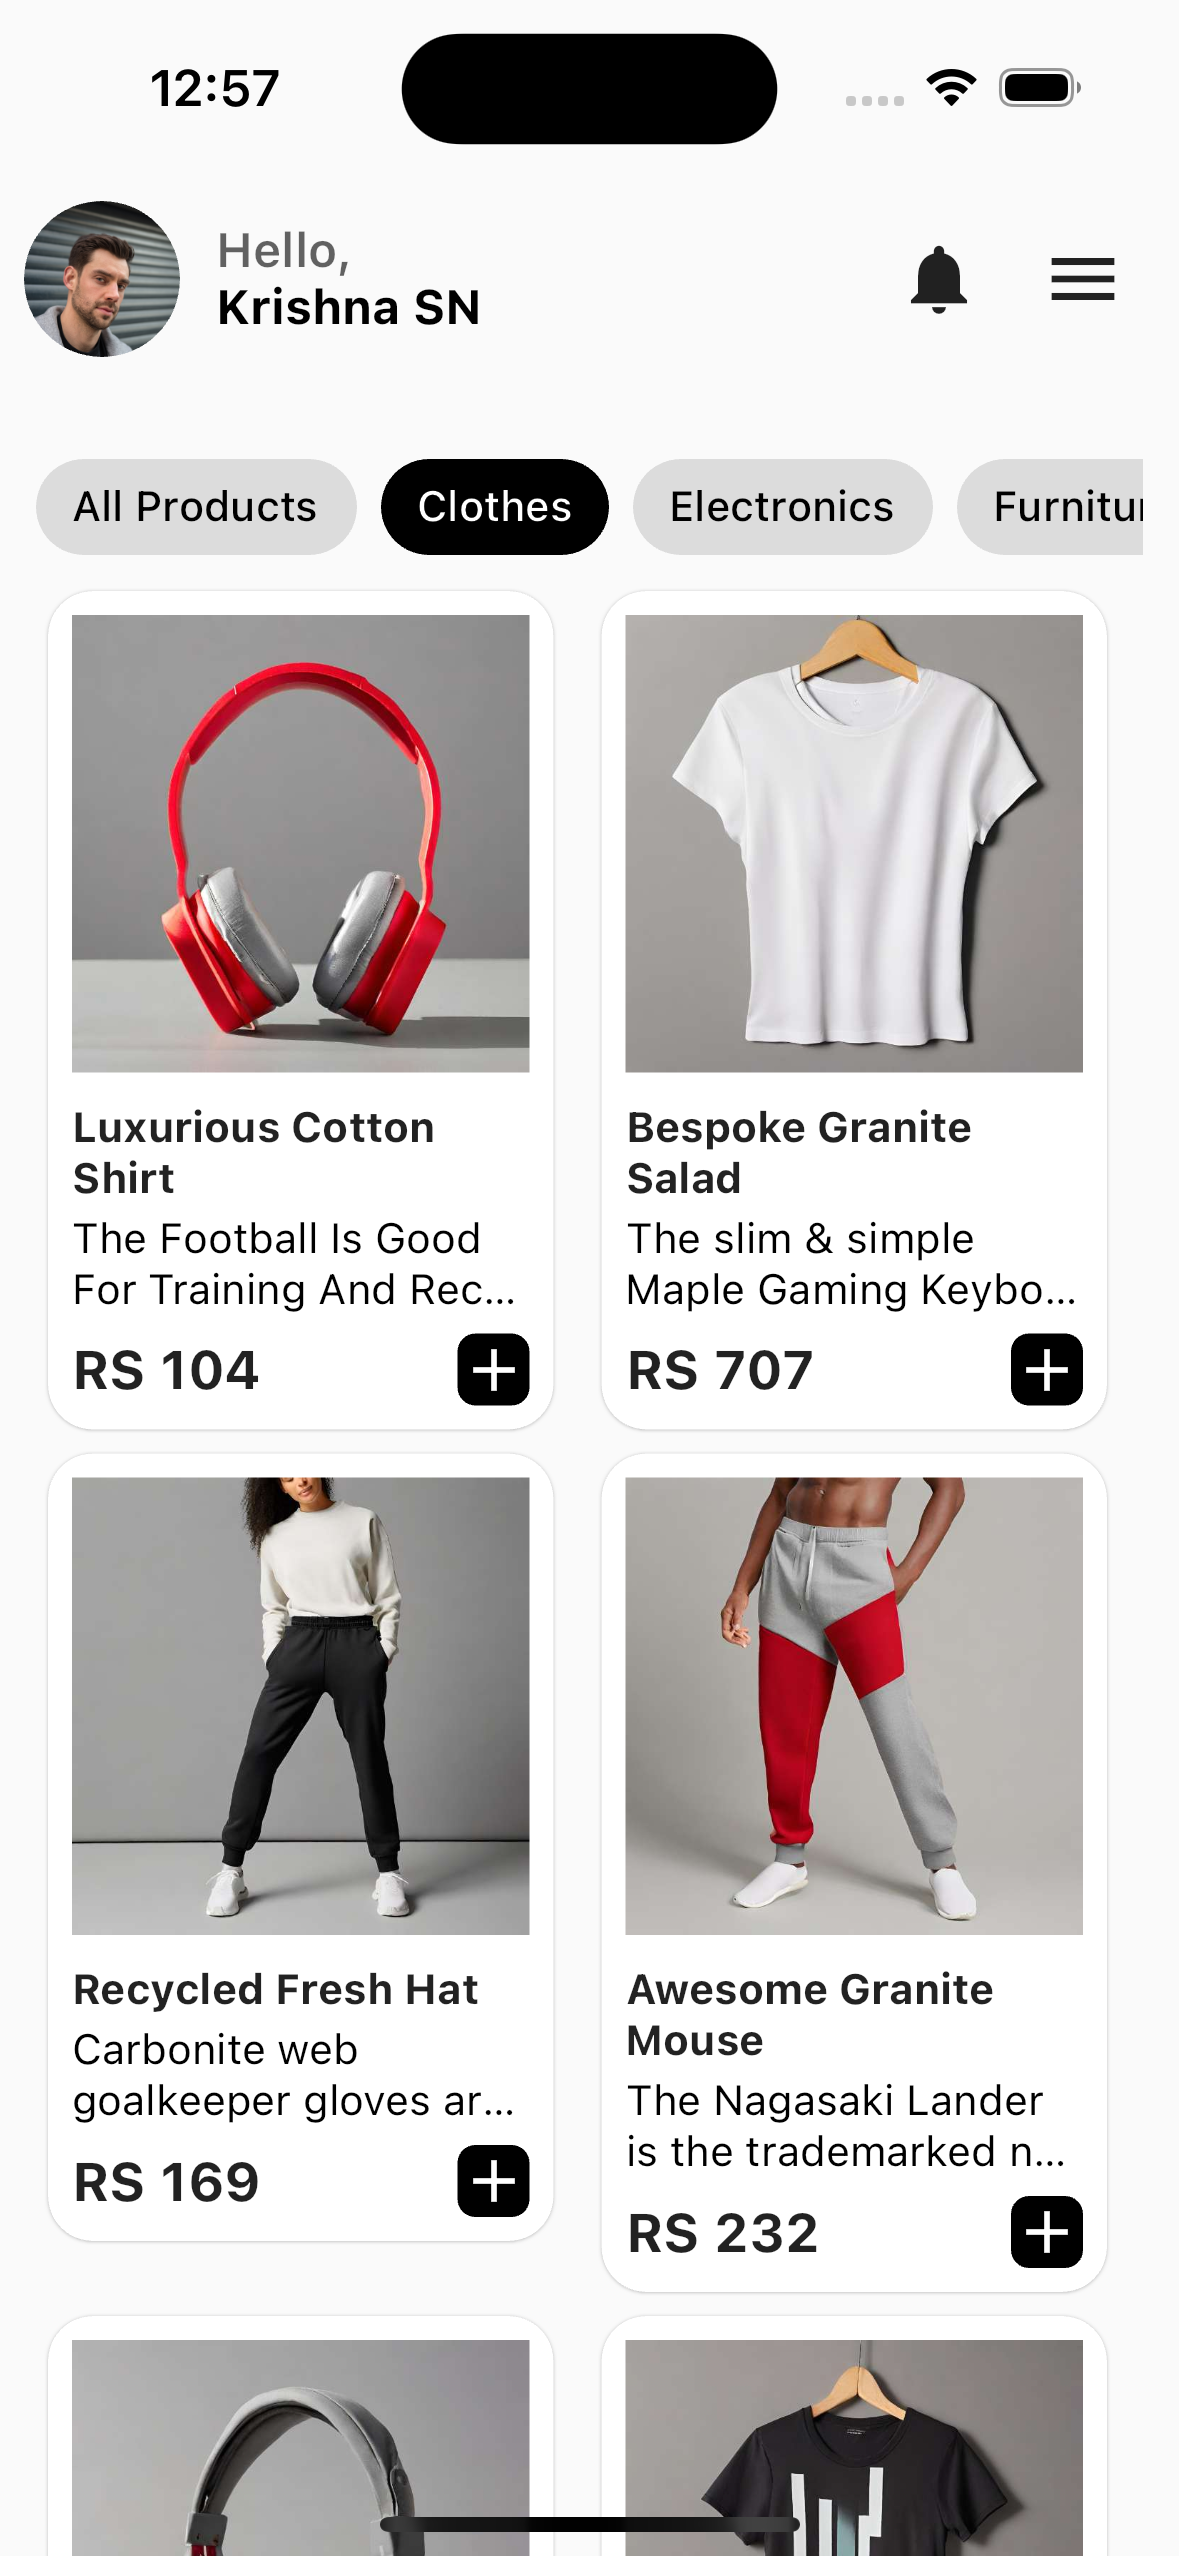 12:57
Hello,
Krishna SN
All Products
Clothes
Electronics
Furnitur
Luxurious Cotton
Shirt
The Football Is Good
For Training And Rec...
RS 104
Bespoke Granite
Salad
The slim & simple
Maple Gaming Keybo...
RS 707
Recycled Fresh Hat
Carbonite web
goalkeeper gloves ar...
RS 169
Awesome Granite
Mouse
The Nagasaki Lander
is the trademarked n...
RS 232